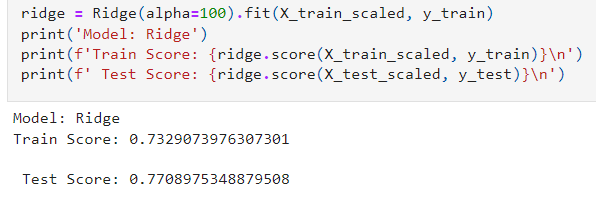 ridge = Ridge(alpha=100).fit(X_train_scaled, y_train)
print('Model: Ridge')
print(f'Train Score: {ridge.score(X_train_scaled, y_train)}\n')
print(f' Test Score: {ridge.score(X_test_scaled, y_test)}\n')
Model: Ridge
Train Score: 0.7329073976307301
Test Score: 0.7708975348879508